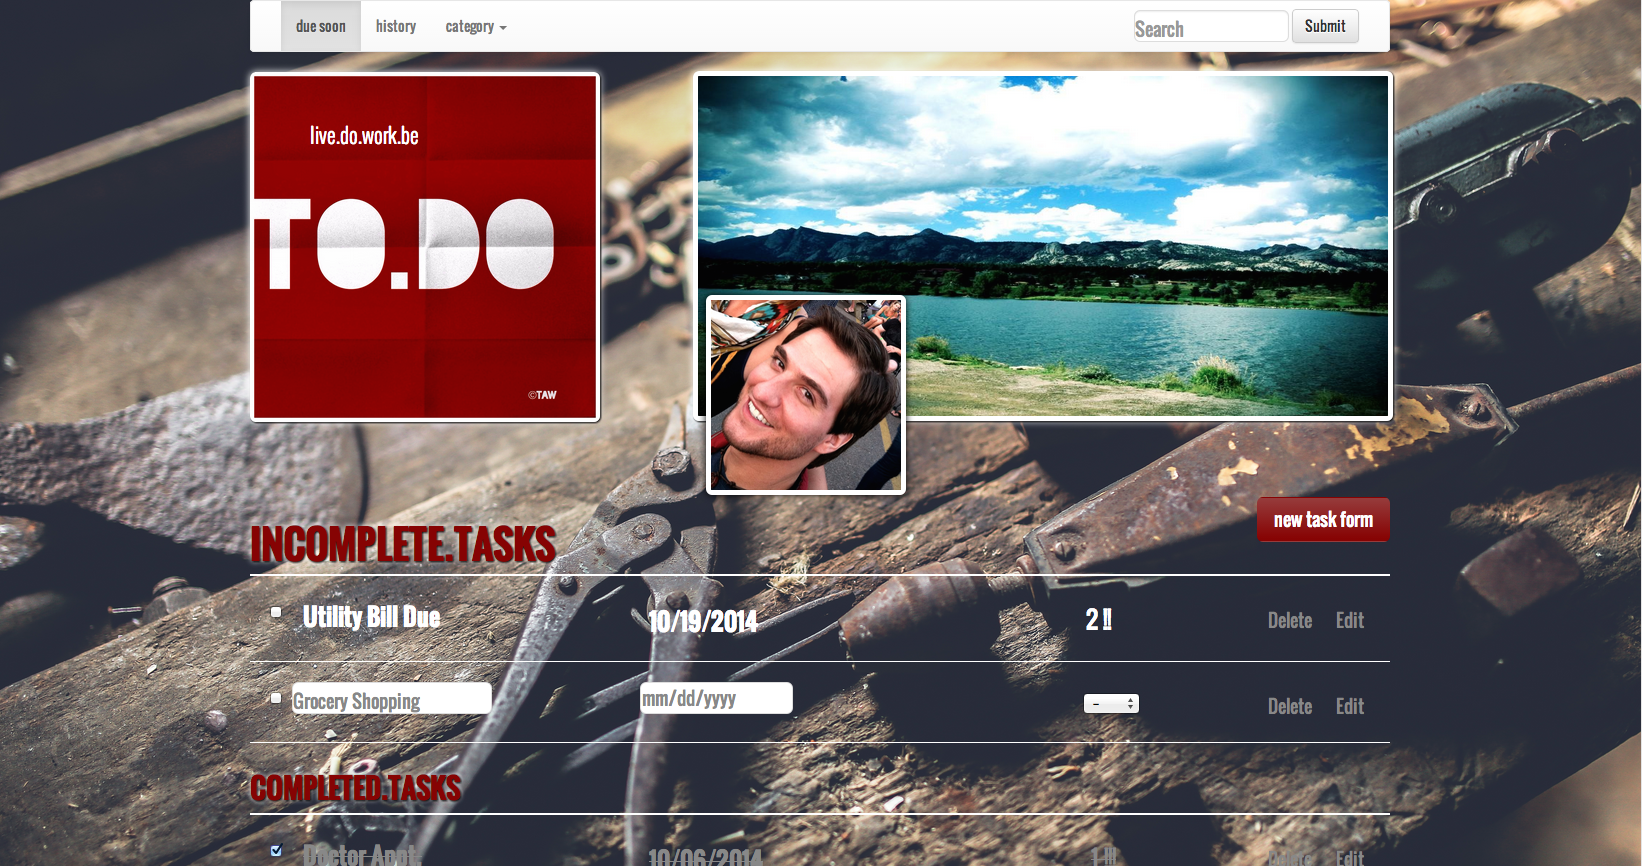 due soon history category Search Submit
live.do.work.be
TO.DO
©TAW
new task form
INCOMPLETE.TASKS
Utility Bill Due 10/19/2014 2 !! Delete Edit
Grocery Shopping mm/dd/yyyy - Delete Edit
COMPLETED.TASKS
Doctor Appt. 10/06/2014 1 !!! Delete Edit